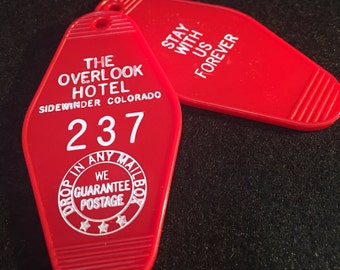 THE
OVERLOOK
HOTEL
SIDEWINDER COLORADO
237
DROP IN ANY MAILBOX
WE
GUARANTEE
POSTAGE
STAY
WITH
US
FOREVER